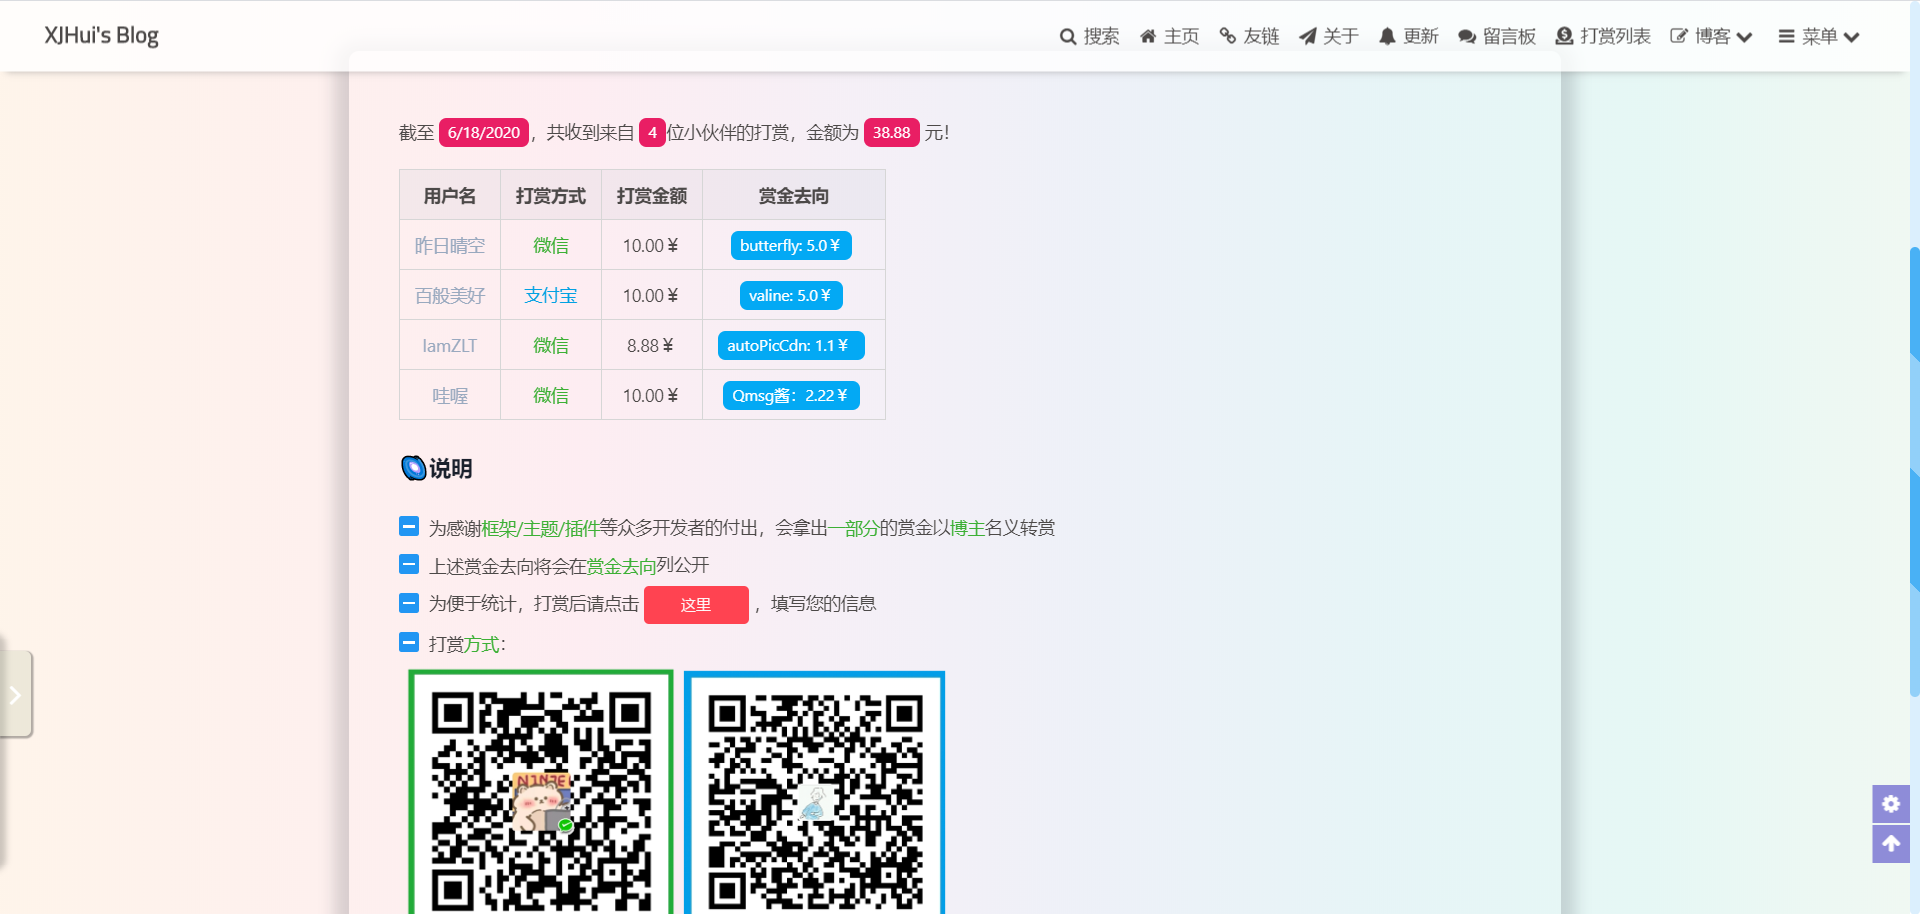 XJHui's Blog
搜索 主页 友链 关于 更新 留言板 打赏列表 博客 菜单
截至 6/18/2020，共收到来自 4 位小伙伴的打赏，金额为 38.88 元！
用户名 打赏方式 打赏金额 赏金去向
昨日晴空 微信 10.00￥ butterfly: 5.0￥
百般美好 支付宝 10.00￥ valine: 5.0￥
IamZLT 微信 8.88￥ autoPicCdn: 1.1￥
哇喔 微信 10.00￥ Qmsg酱：2.22￥
说明
为感谢框架/主题/插件等众多开发者的付出，会拿出一部分的赏金以博主名义转赏
上述赏金去向将会在赏金去向列公开
为便于统计，打赏后请点击 这里 ，填写您的信息
打赏方式：